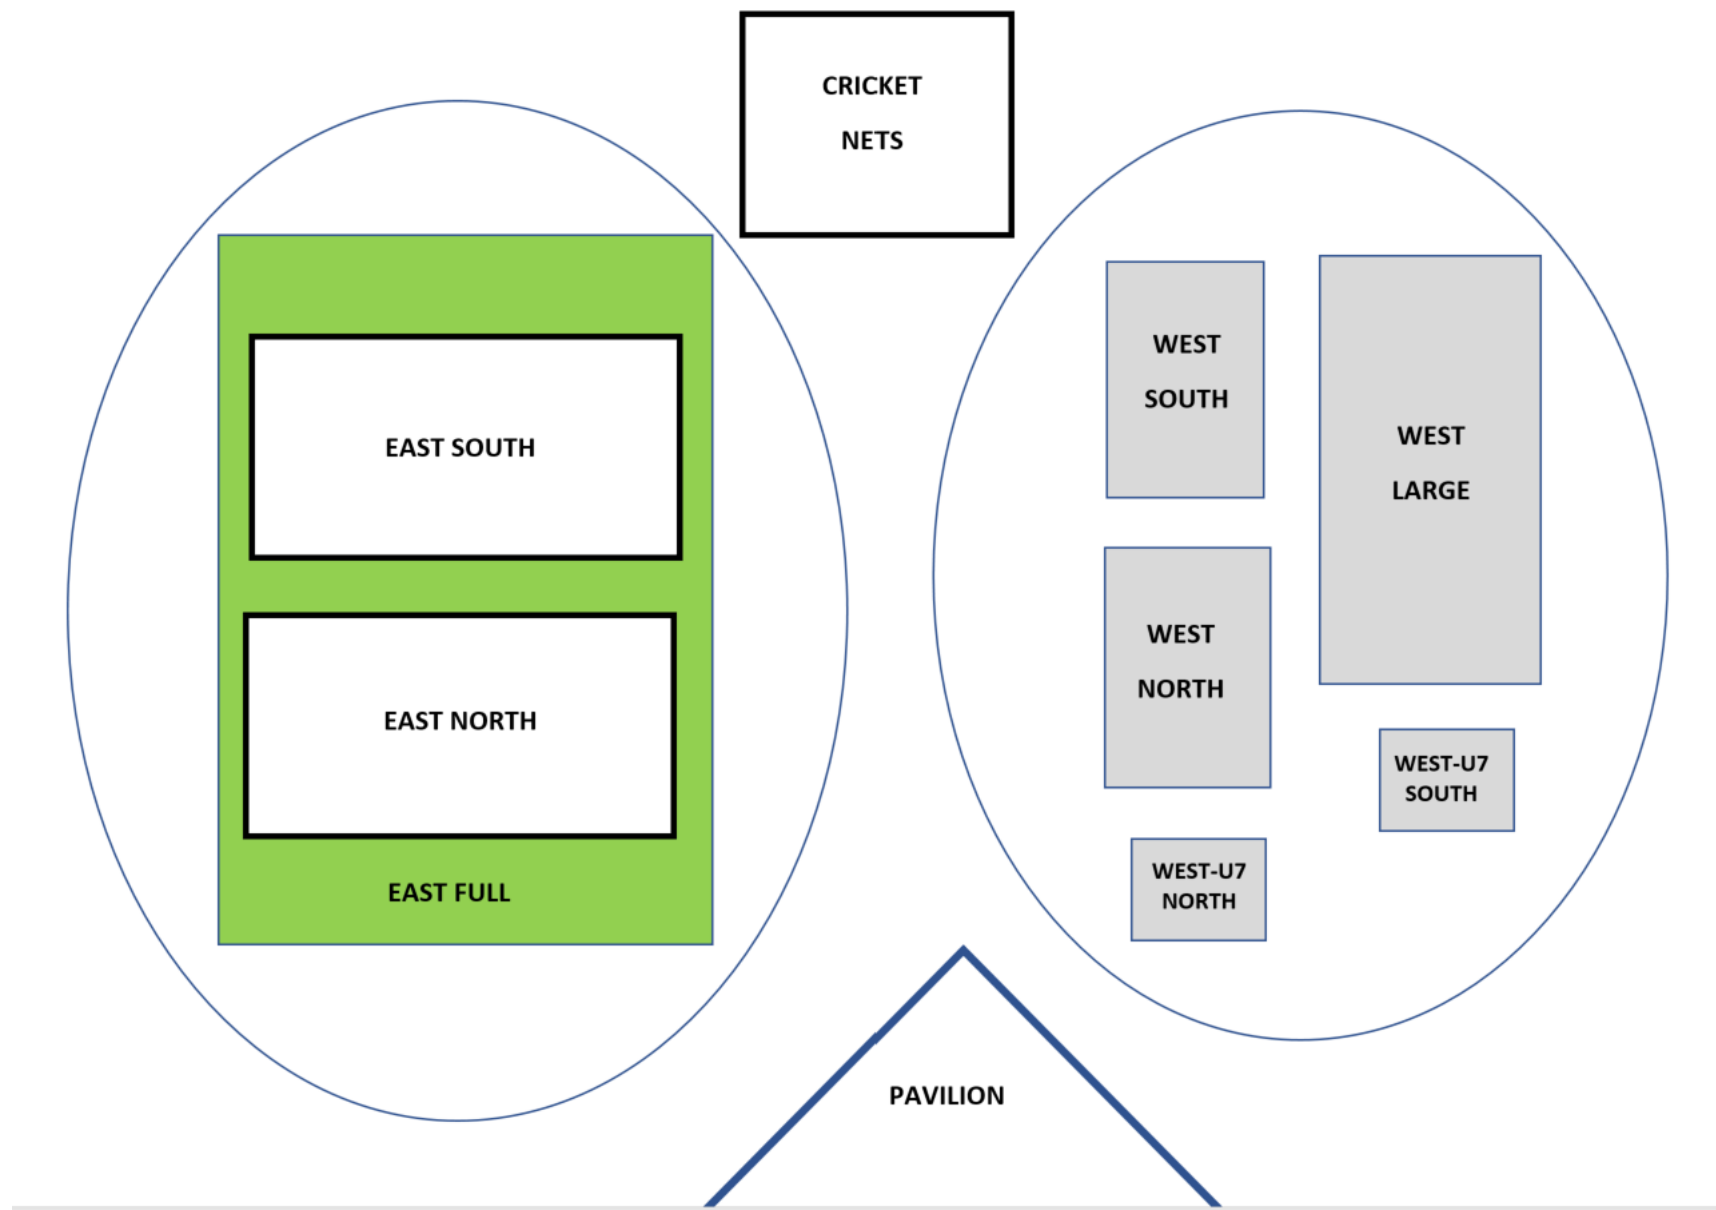 CRICKET
NETS
EAST SOUTH
EAST NORTH
EAST FULL
WEST
SOUTH
WEST
LARGE
WEST
NORTH
WEST-U7
SOUTH
WEST-U7
NORTH
PAVILION